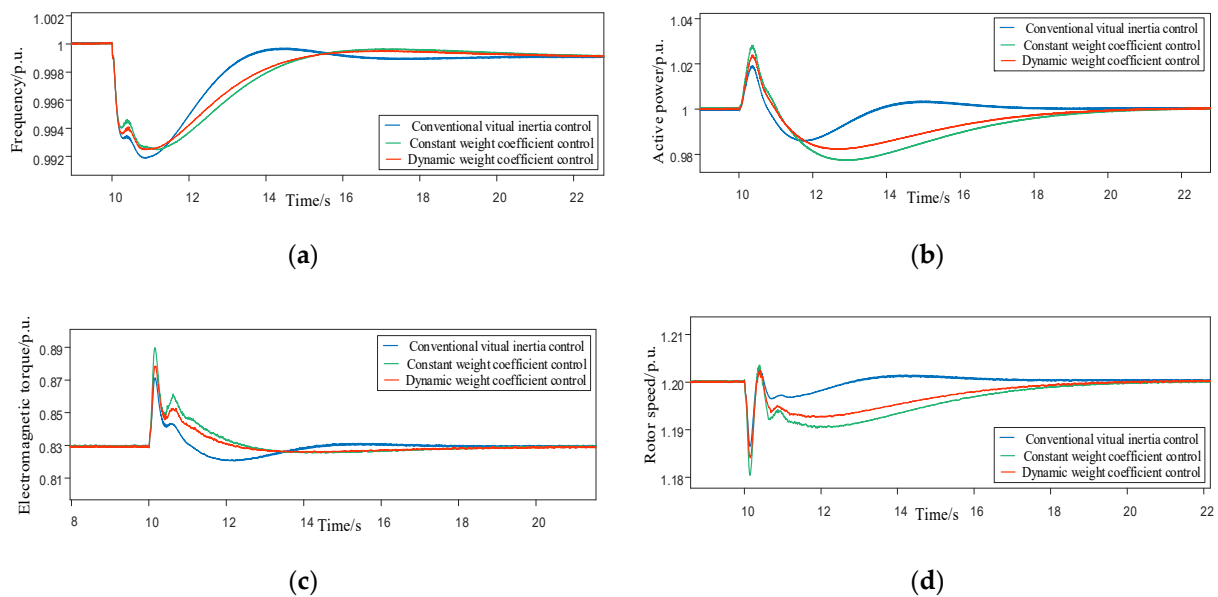 1.002
1
0.998
0.996
0.994
0.992
Frequency/p.u.
Conventional vitual inertia control
Constant weight coefficient control
Dynamic weight coefficient control
10 12 14 16 18 20 22
Time/s
(a)
1.04
1.02
1
0.98
Active power/p.u.
Conventional vitual inertia control
Constant weight coefficient control
Dynamic weight coefficient control
10 12 14 16 18 20 22
Time/s
(b)
0.89
0.87
0.85
0.83
0.81
Electromagnetic torque/p.u.
Conventional vitual inertia control
Constant weight coefficient control
Dynamic weight coefficient control
8 10 12 14 16 18 20
Time/s
(c)
1.21
1.20
1.19
1.18
Rotor speed/p.u.
Conventional vitual inertia control
Constant weight coefficient control
Dynamic weight coefficient control
10 12 14 16 18 20 22
Time/s
(d)